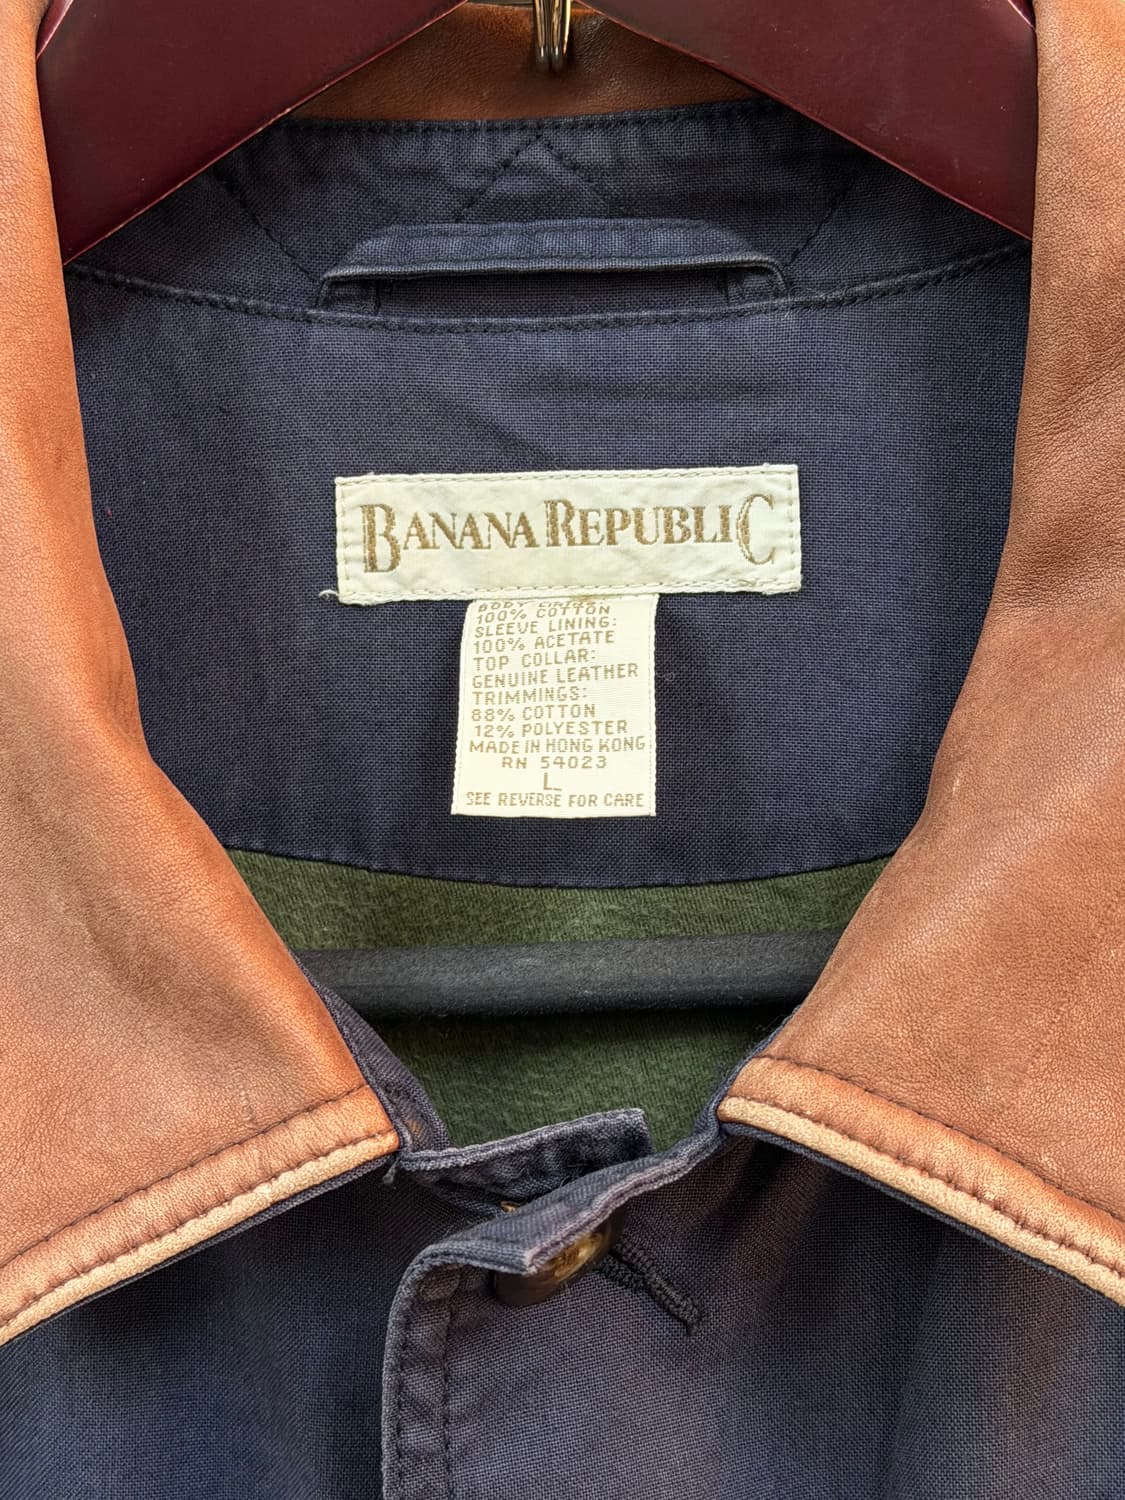 BANANA REPUBLIC
BODY
100% COTTON
SLEEVE LINING:
100% ACETATE
TOP COLLAR:
GENUINE LEATHER
TRIMMINGS:
88% COTTON
12% POLYESTER
MADE IN HONG KONG
RN 54023
L
SEE REVERSE FOR CARE